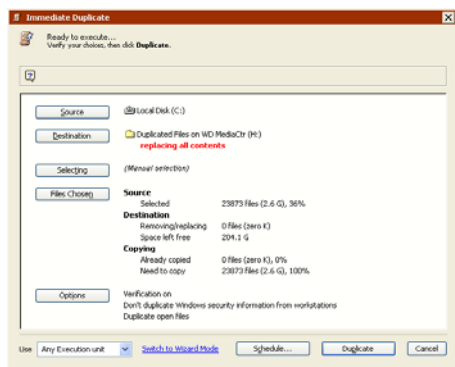 Immediate Duplicate
Ready to execute...
Verify your choices, then click Duplicate.
Source
Local Disk (C:)
Destination
Duplicated Files on WD MediaCtr (H:)
replacing all contents
Selecting
(Manual selection)
Files Chosen
Source
Selected 23873 files (2.6 G), 36%
Destination
Removing/replacing 0 files (zero K)
Space left free 204.1 G
Copying
Already copied 0 files (zero K), 0%
Need to copy 23873 files (2.6 G), 100%
Options
Verification on
Don't duplicate Windows security information from workstations
Duplicate open files
Use Any Execution unit Switch to Wizard Mode Schedule... Duplicate Cancel